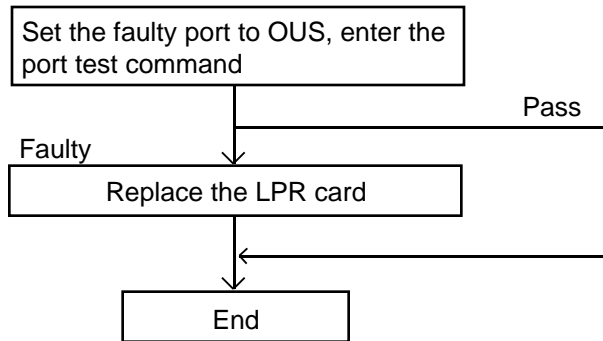 Set the faulty port to OUS, enter the
port test command
Pass
Faulty
Replace the LPR card
End